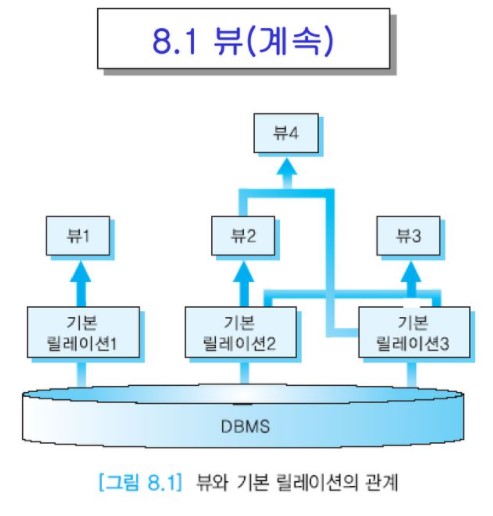 8.1 뷰(계속)
뷰4
뷰1
뷰2
뷰3
기본
릴레이션1
기본
릴레이션2
기본
릴레이션3
DBMS
[그림 8.1] 뷰와 기본 릴레이션의 관계